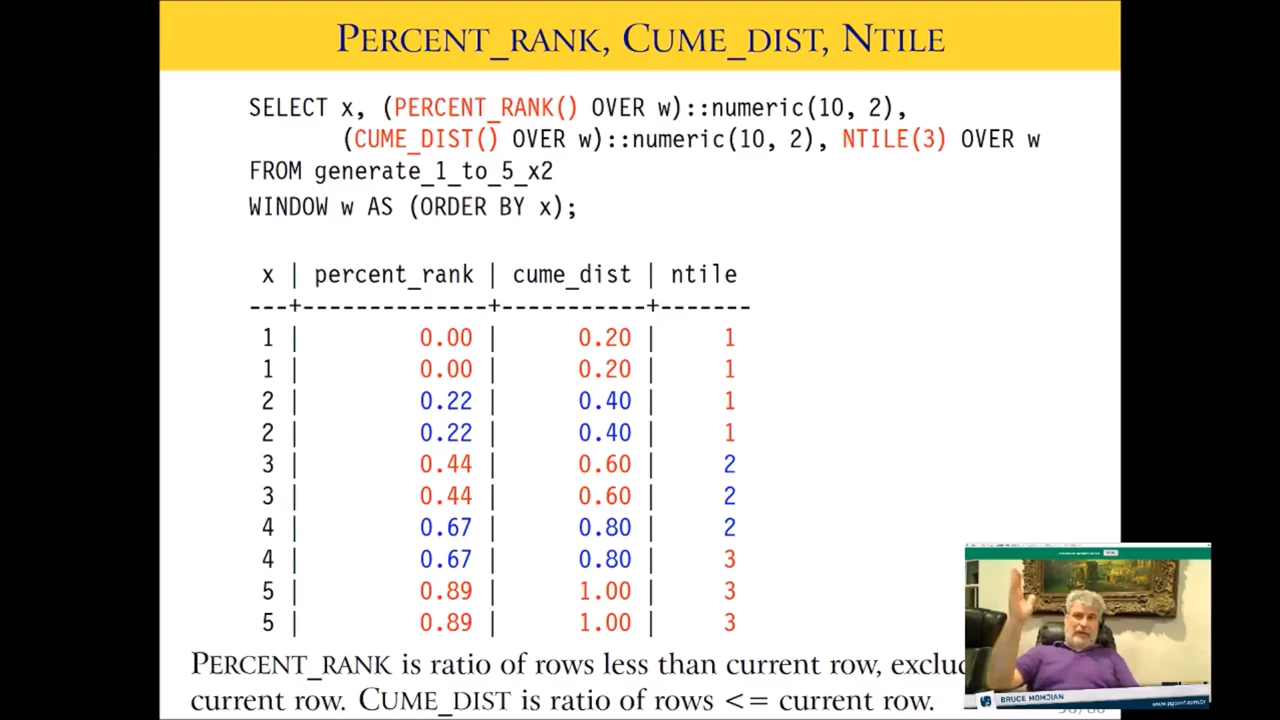 PERCENT_RANK, CUME_DIST, NTILE
SELECT x, (PERCENT_RANK() OVER w)::numeric(10, 2),
(CUME_DIST() OVER w)::numeric(10, 2), NTILE(3) OVER w
FROM generate_1_to_5_x2
WINDOW w AS (ORDER BY x);
x | percent_rank | cume_dist | ntile
---+--------------+-----------+-------
1 | 0.00 | 0.20 | 1
1 | 0.00 | 0.20 | 1
2 | 0.22 | 0.40 | 1
2 | 0.22 | 0.40 | 1
3 | 0.44 | 0.60 | 2
3 | 0.44 | 0.60 | 2
4 | 0.67 | 0.80 | 2
4 | 0.67 | 0.80 | 3
5 | 0.89 | 1.00 | 3
5 | 0.89 | 1.00 | 3
PERCENT_RANK is ratio of rows less than current row, exclu
current row. CUME_DIST is ratio of rows <= current row.
BRUCE MOMJIAN
www.pgconf.com.br